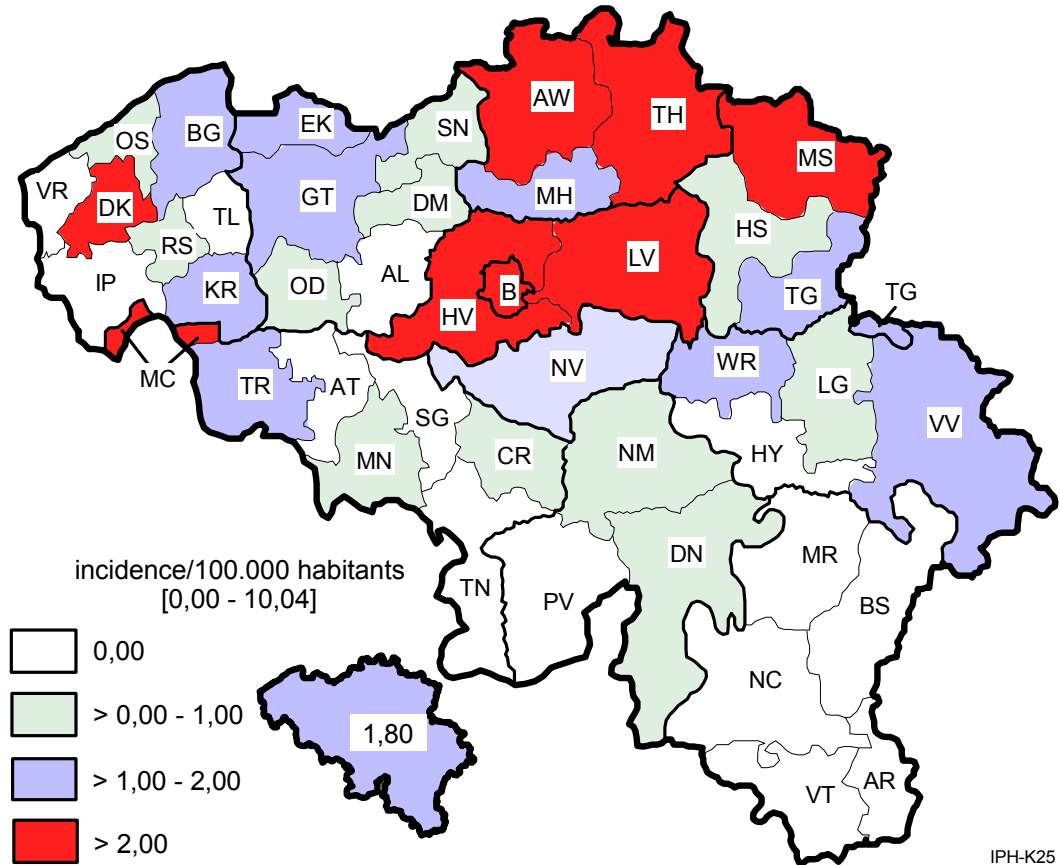 AW
TH
EK
SN
BG
OS
MS
VR
MH
GT
DK
DM
TL
HS
RS
AL
LV
IP
KR
OD
B
TG
TG
HV
MC
NV
WR
TR
AT
LG
SG
VV
MN
CR
NM
HY
incidence/100.000 habitants
[0,00 - 10,04]
TN
PV
DN
MR
BS
0,00
NC
> 0,00 - 1,00
1,80
> 1,00 - 2,00
VT
AR
> 2,00
IPH-K25